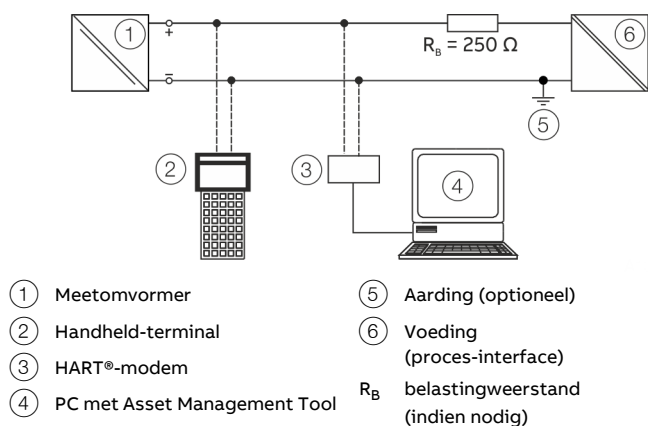 1
+
−
R_B = 250 Ω
6
5
2
3
4
1 Meetomvormer
2 Handheld-terminal
3 HART®-modem
4 PC met Asset Management Tool
5 Aarding (optioneel)
6 Voeding
(proces-interface)
R_B belastingweerstand
(indien nodig)